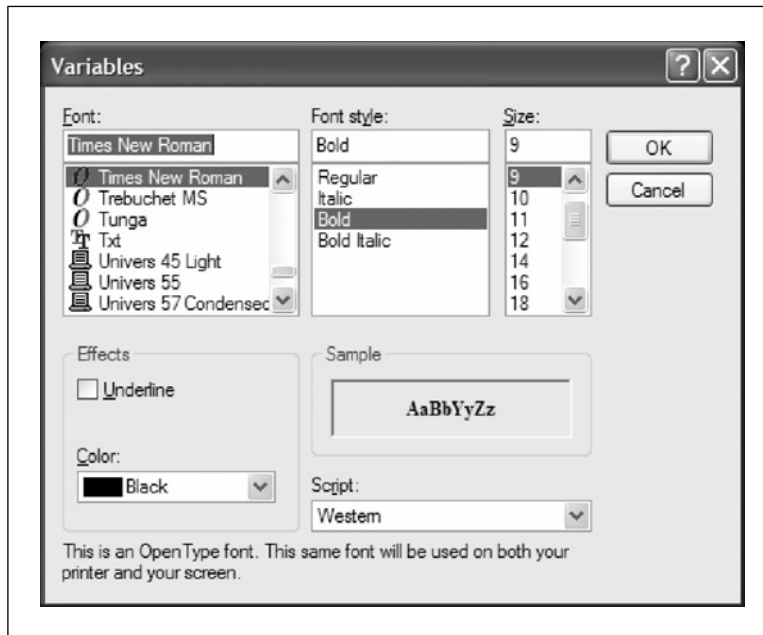 Variables
Font:
Times New Roman
Times New Roman
Trebuchet MS
Tunga
Txt
Univers 45 Light
Univers 55
Univers 57 Condensed
Font style:
Bold
Regular
Italic
Bold
Bold Italic
Size:
9
9
10
11
12
14
16
18
OK
Cancel
Effects
Underline
Color:
Black
Sample
AaBbYyZz
Script:
Western
This is an OpenType font. This same font will be used on both your
printer and your screen.